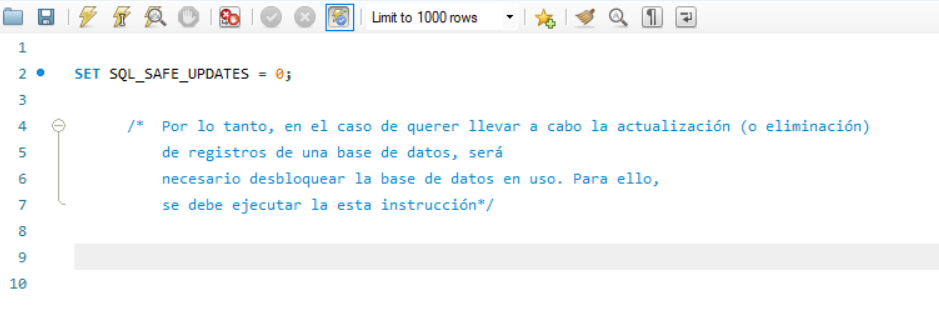 Limit to 1000 rows
1
2 SET SQL_SAFE_UPDATES = 0;
3
4 /* Por lo tanto, en el caso de querer llevar a cabo la actualización (o eliminación)
5 de registros de una base de datos, será
6 necesario desbloquear la base de datos en uso. Para ello,
7 se debe ejecutar la esta instrucción*/
8
9
10